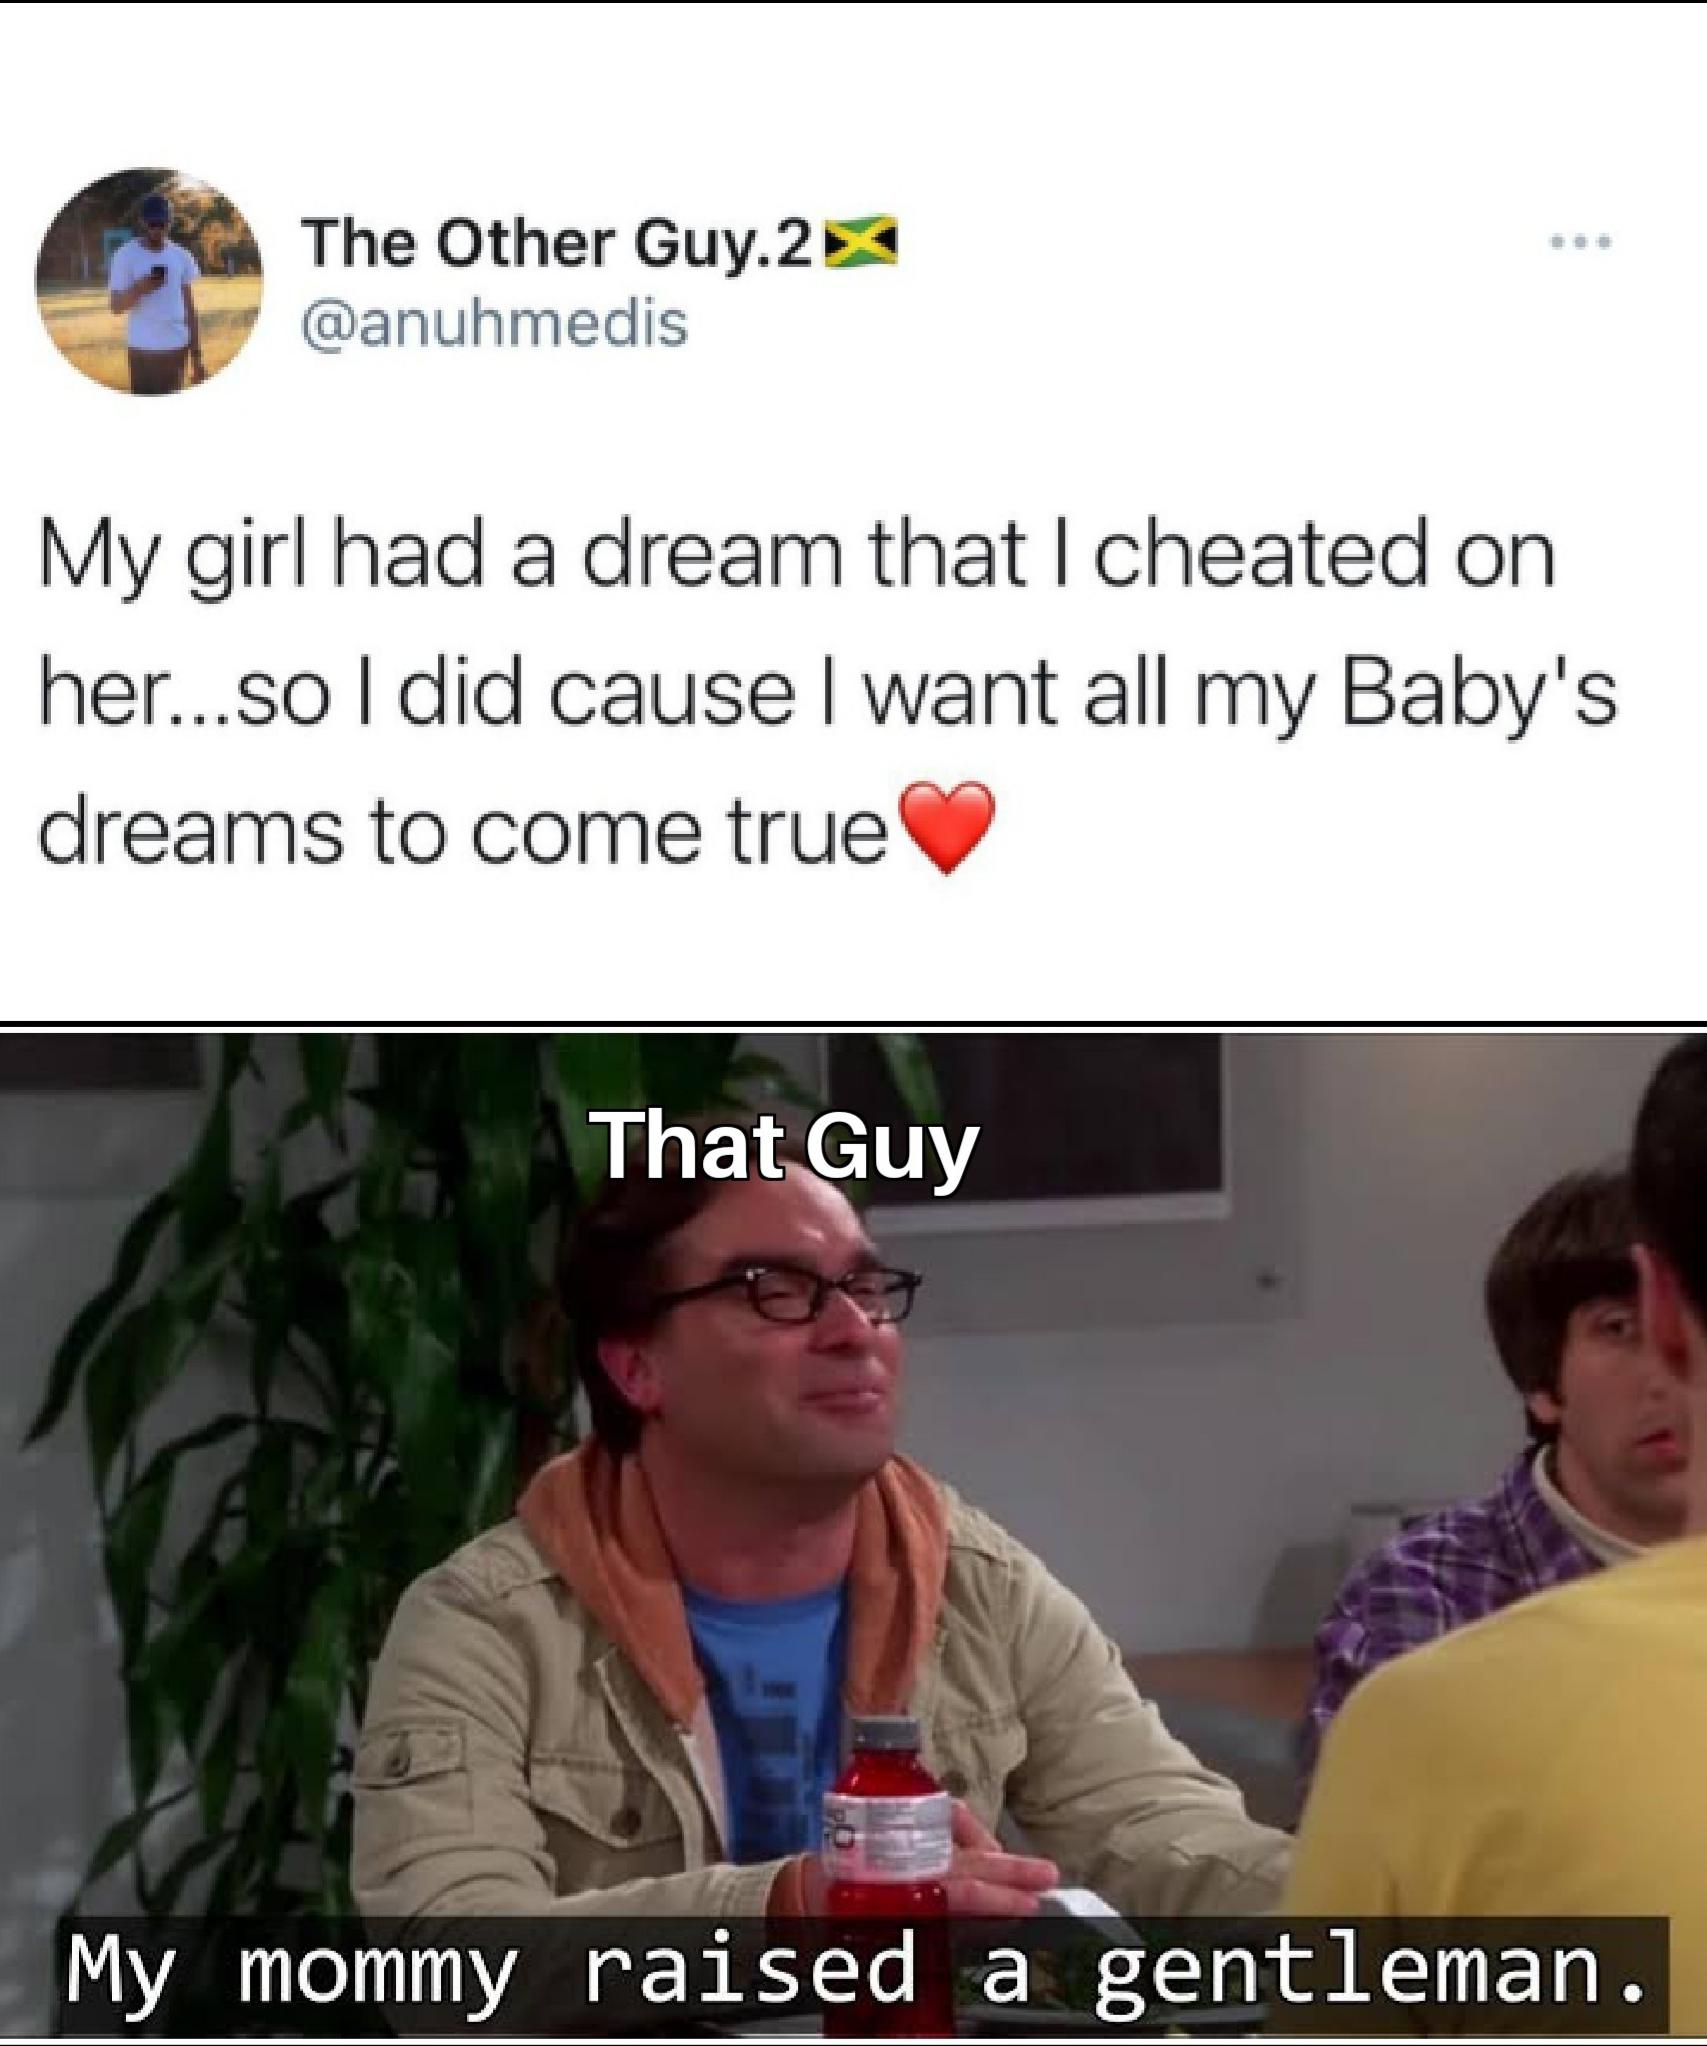 The Other Guy.2🇯🇲
@anuhmedis
My girl had a dream that I cheated on
her...so I did cause I want all my Baby's
dreams to come true❤️
That Guy
My mommy raised a gentleman.